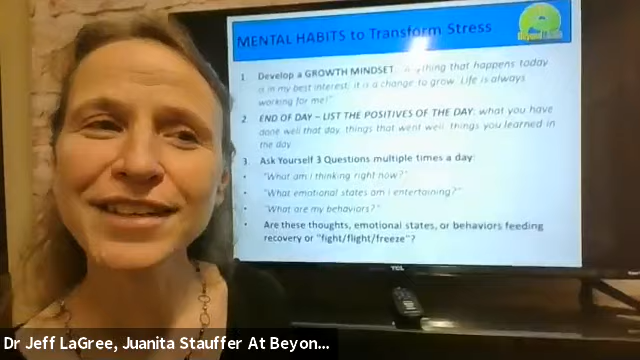 MENTAL HABITS to Transform Stress
Beyond
1. Develop a GROWTH MINDSET: "Anything that happens today
is in my best interest; it is a change to grow. Life is always
working for me!"
2. END OF DAY – LIST THE POSITIVES OF THE DAY: what you have
done well that day, things that went well, things you learned in
the day
3. Ask Yourself 3 Questions multiple times a day:
• "What am I thinking right now?"
• "What emotional states am I entertaining?"
• "What are my behaviors?"
• Are these thoughts, emotional states, or behaviors feeding
recovery or "fight/flight/freeze"?
TCL
Dr Jeff LaGree, Juanita Stauffer At Beyon...